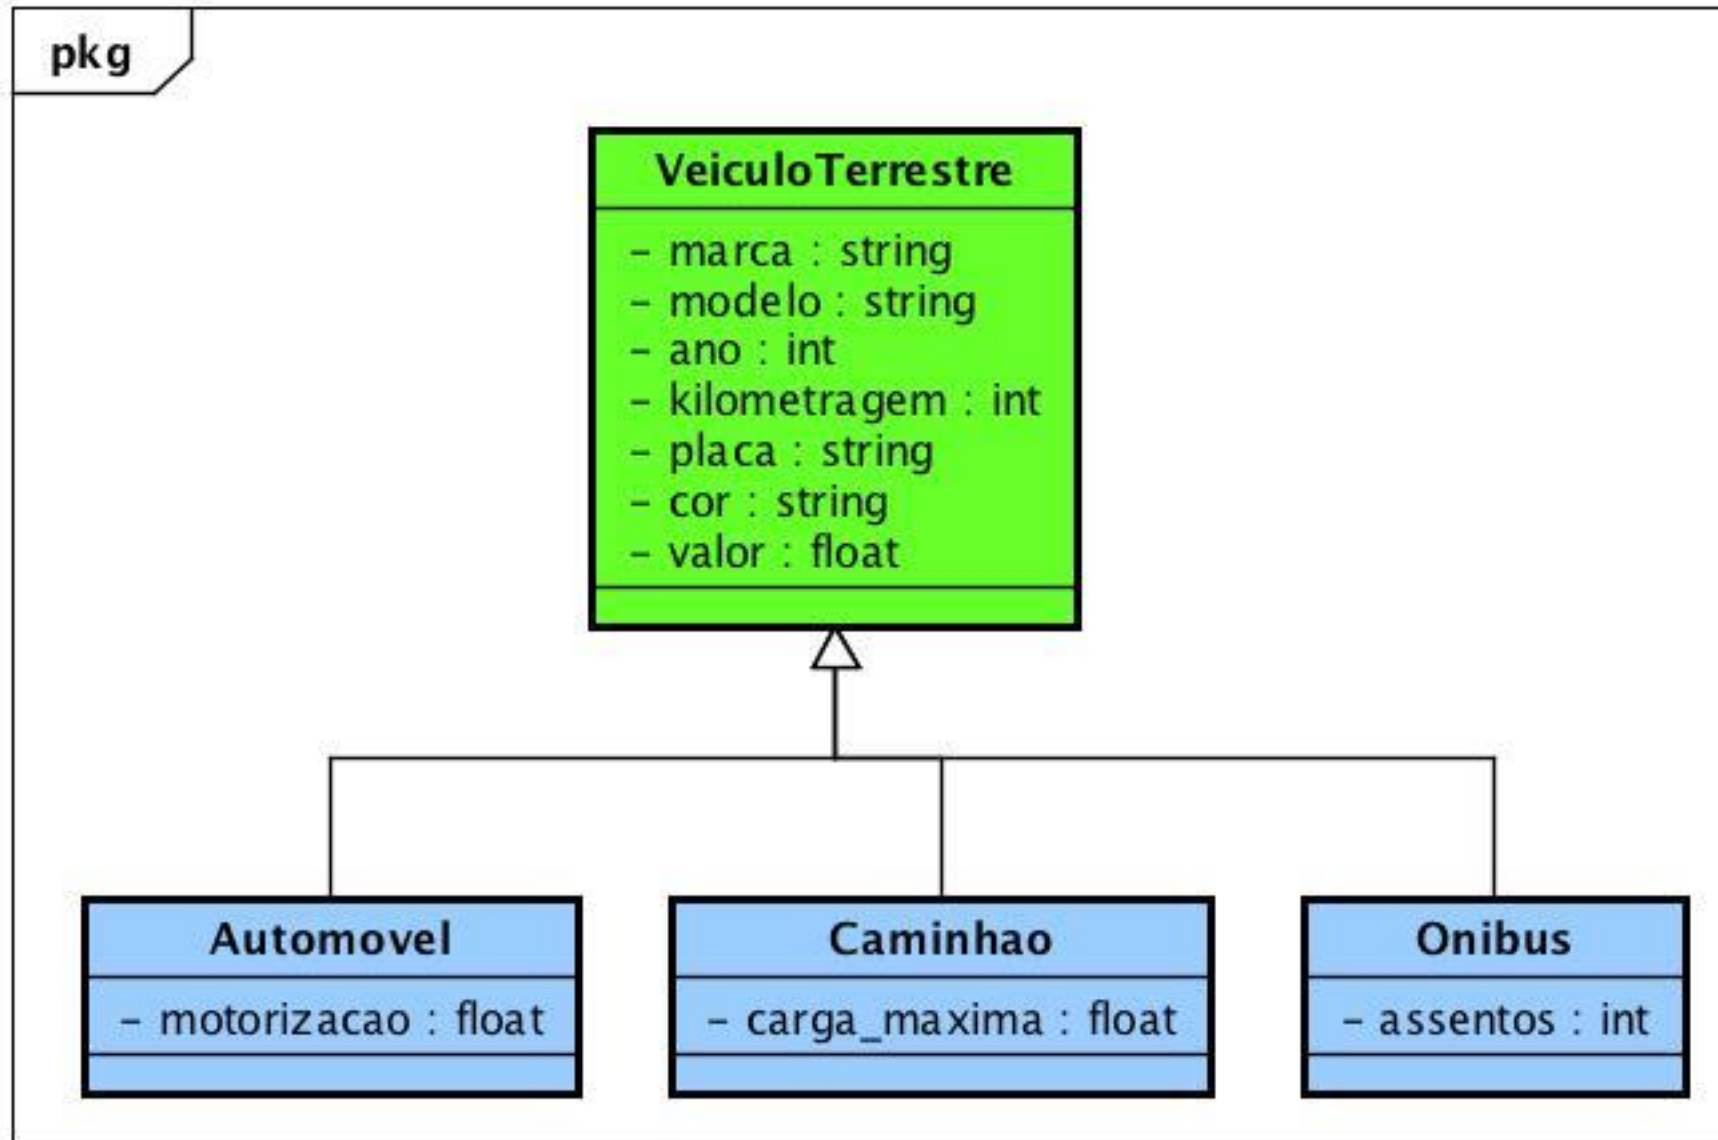 pkg
VeiculoTerrestre
- marca : string
- modelo : string
- ano : int
- kilometragem : int
- placa : string
- cor : string
- valor : float
Automovel
- motorizacao : float
Caminhao
- carga_maxima : float
Onibus
- assentos : int